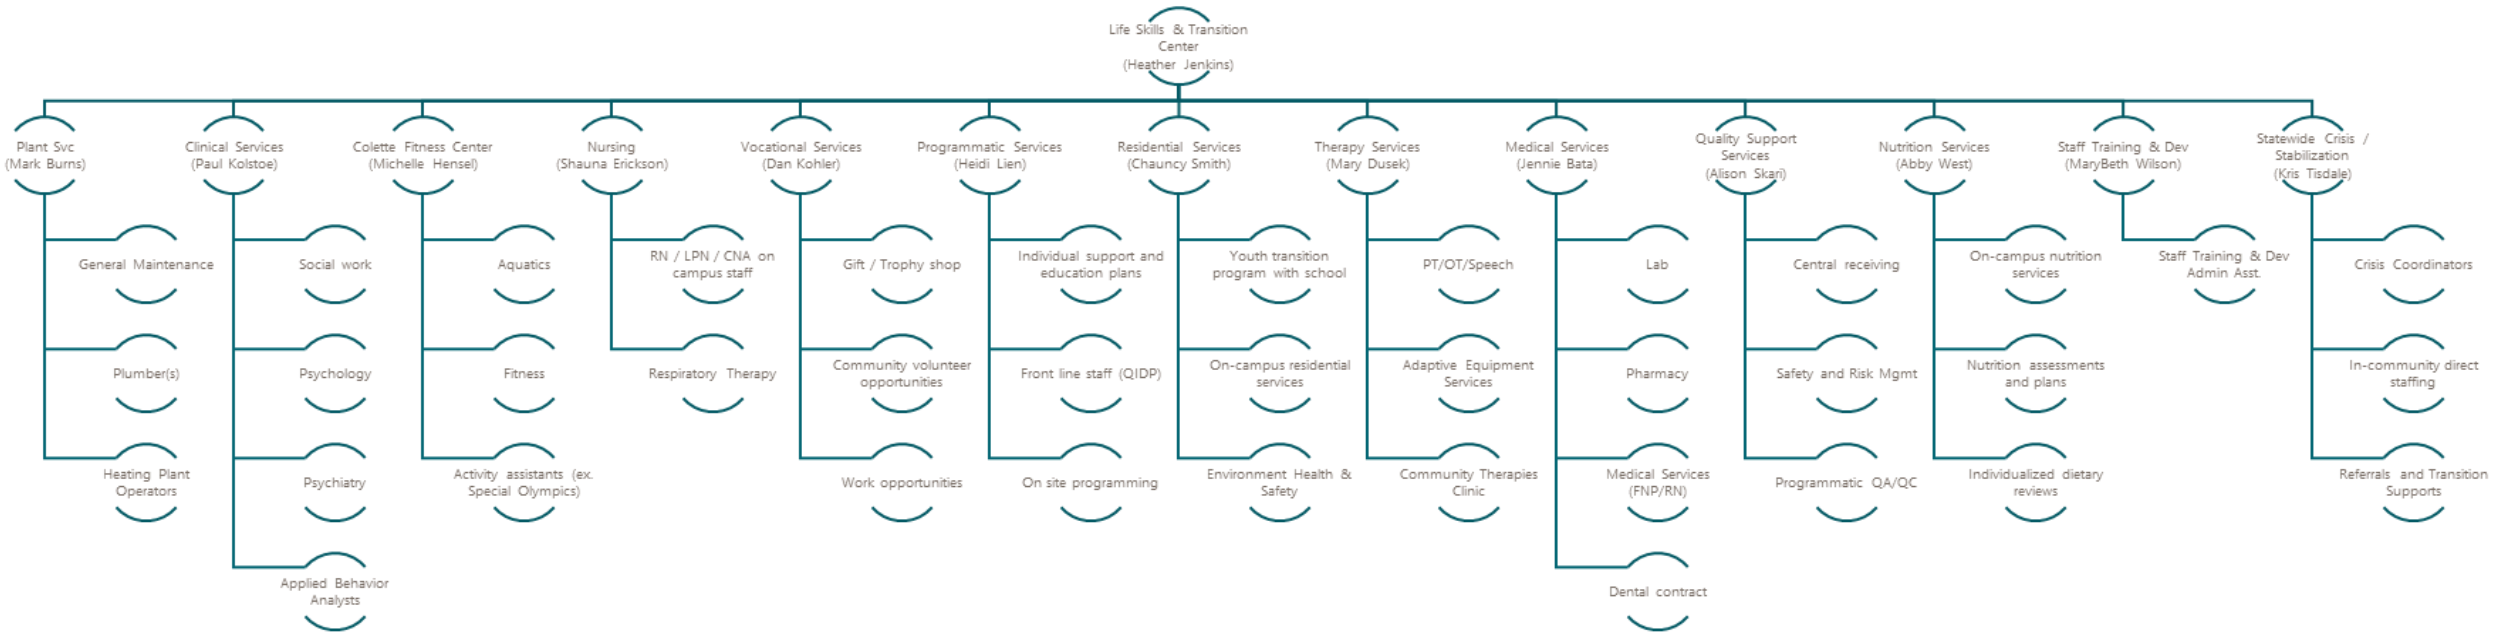 Life Skills & Transition
Center
(Heather Jenkins)
Plant Svc
(Mark Burns)
Clinical Services
(Paul Kolstoe)
Colette Fitness Center
(Michelle Hensel)
Nursing
(Shauna Erickson)
Vocational Services
(Dan Kohler)
Programmatic Services
(Heidi Lien)
Residential Services
(Chauncy Smith)
Therapy Services
(Mary Dusek)
Medical Services
(Jennie Bata)
Quality Support
Services
(Alison Skari)
Nutrition Services
(Abby West)
Staff Training & Dev
(MaryBeth Wilson)
Statewide Crisis /
Stabilization
(Kris Tisdale)
General Maintenance
Social work
Aquatics
RN / LPN / CNA on
campus staff
Gift / Trophy shop
Individual support and
education plans
Youth transition
program with school
PT/OT/Speech
Lab
Central receiving
On-campus nutrition
services
Staff Training & Dev
Admin Asst.
Crisis Coordinators
Plumber(s)
Psychology
Fitness
Respiratory Therapy
Community volunteer
opportunities
Front line staff (QIDP)
On-campus residential
services
Adaptive Equipment
Services
Pharmacy
Safety and Risk Mgmt
Nutrition assessments
and plans
In-community direct
staffing
Heating Plant
Operators
Psychiatry
Activity assistants (ex.
Special Olympics)
Work opportunities
On site programming
Environment Health &
Safety
Community Therapies
Clinic
Medical Services
(FNP/RN)
Programmatic QA/QC
Individualized dietary
reviews
Referrals and Transition
Supports
Applied Behavior
Analysts
Dental contract